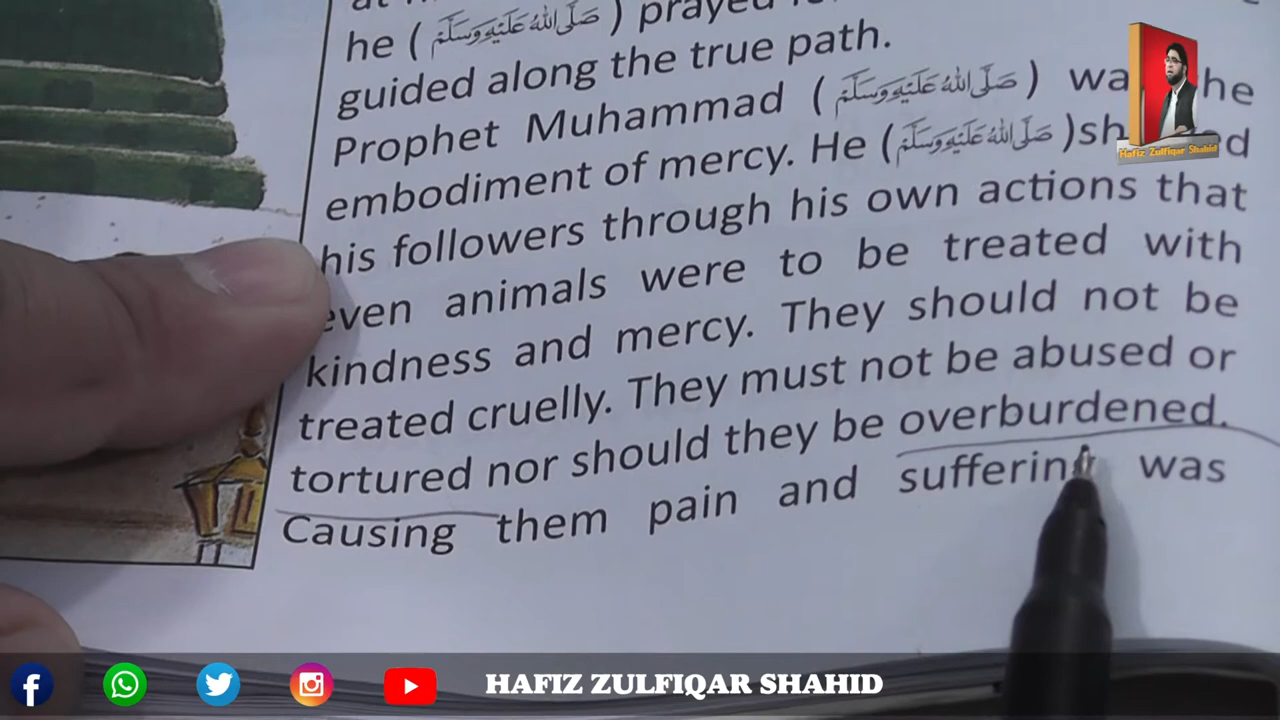 he ( صَلَّى اللهُ عَلَيْهِ وَسَلَّمَ ) prayed
guided along the true path.
Prophet Muhammad ( صَلَّى اللهُ عَلَيْهِ وَسَلَّمَ ) he
embodiment of mercy. He ( صَلَّى اللهُ عَلَيْهِ وَسَلَّمَ )
his followers through his own actions that
even animals were to be treated with
kindness and mercy. They should not be
treated cruelly. They must not be abused or
tortured nor should they be overburdened.
Causing them pain and suffering was
Hafiz Zulfiqar Shahid
HAFIZ ZULFIQAR SHAHID